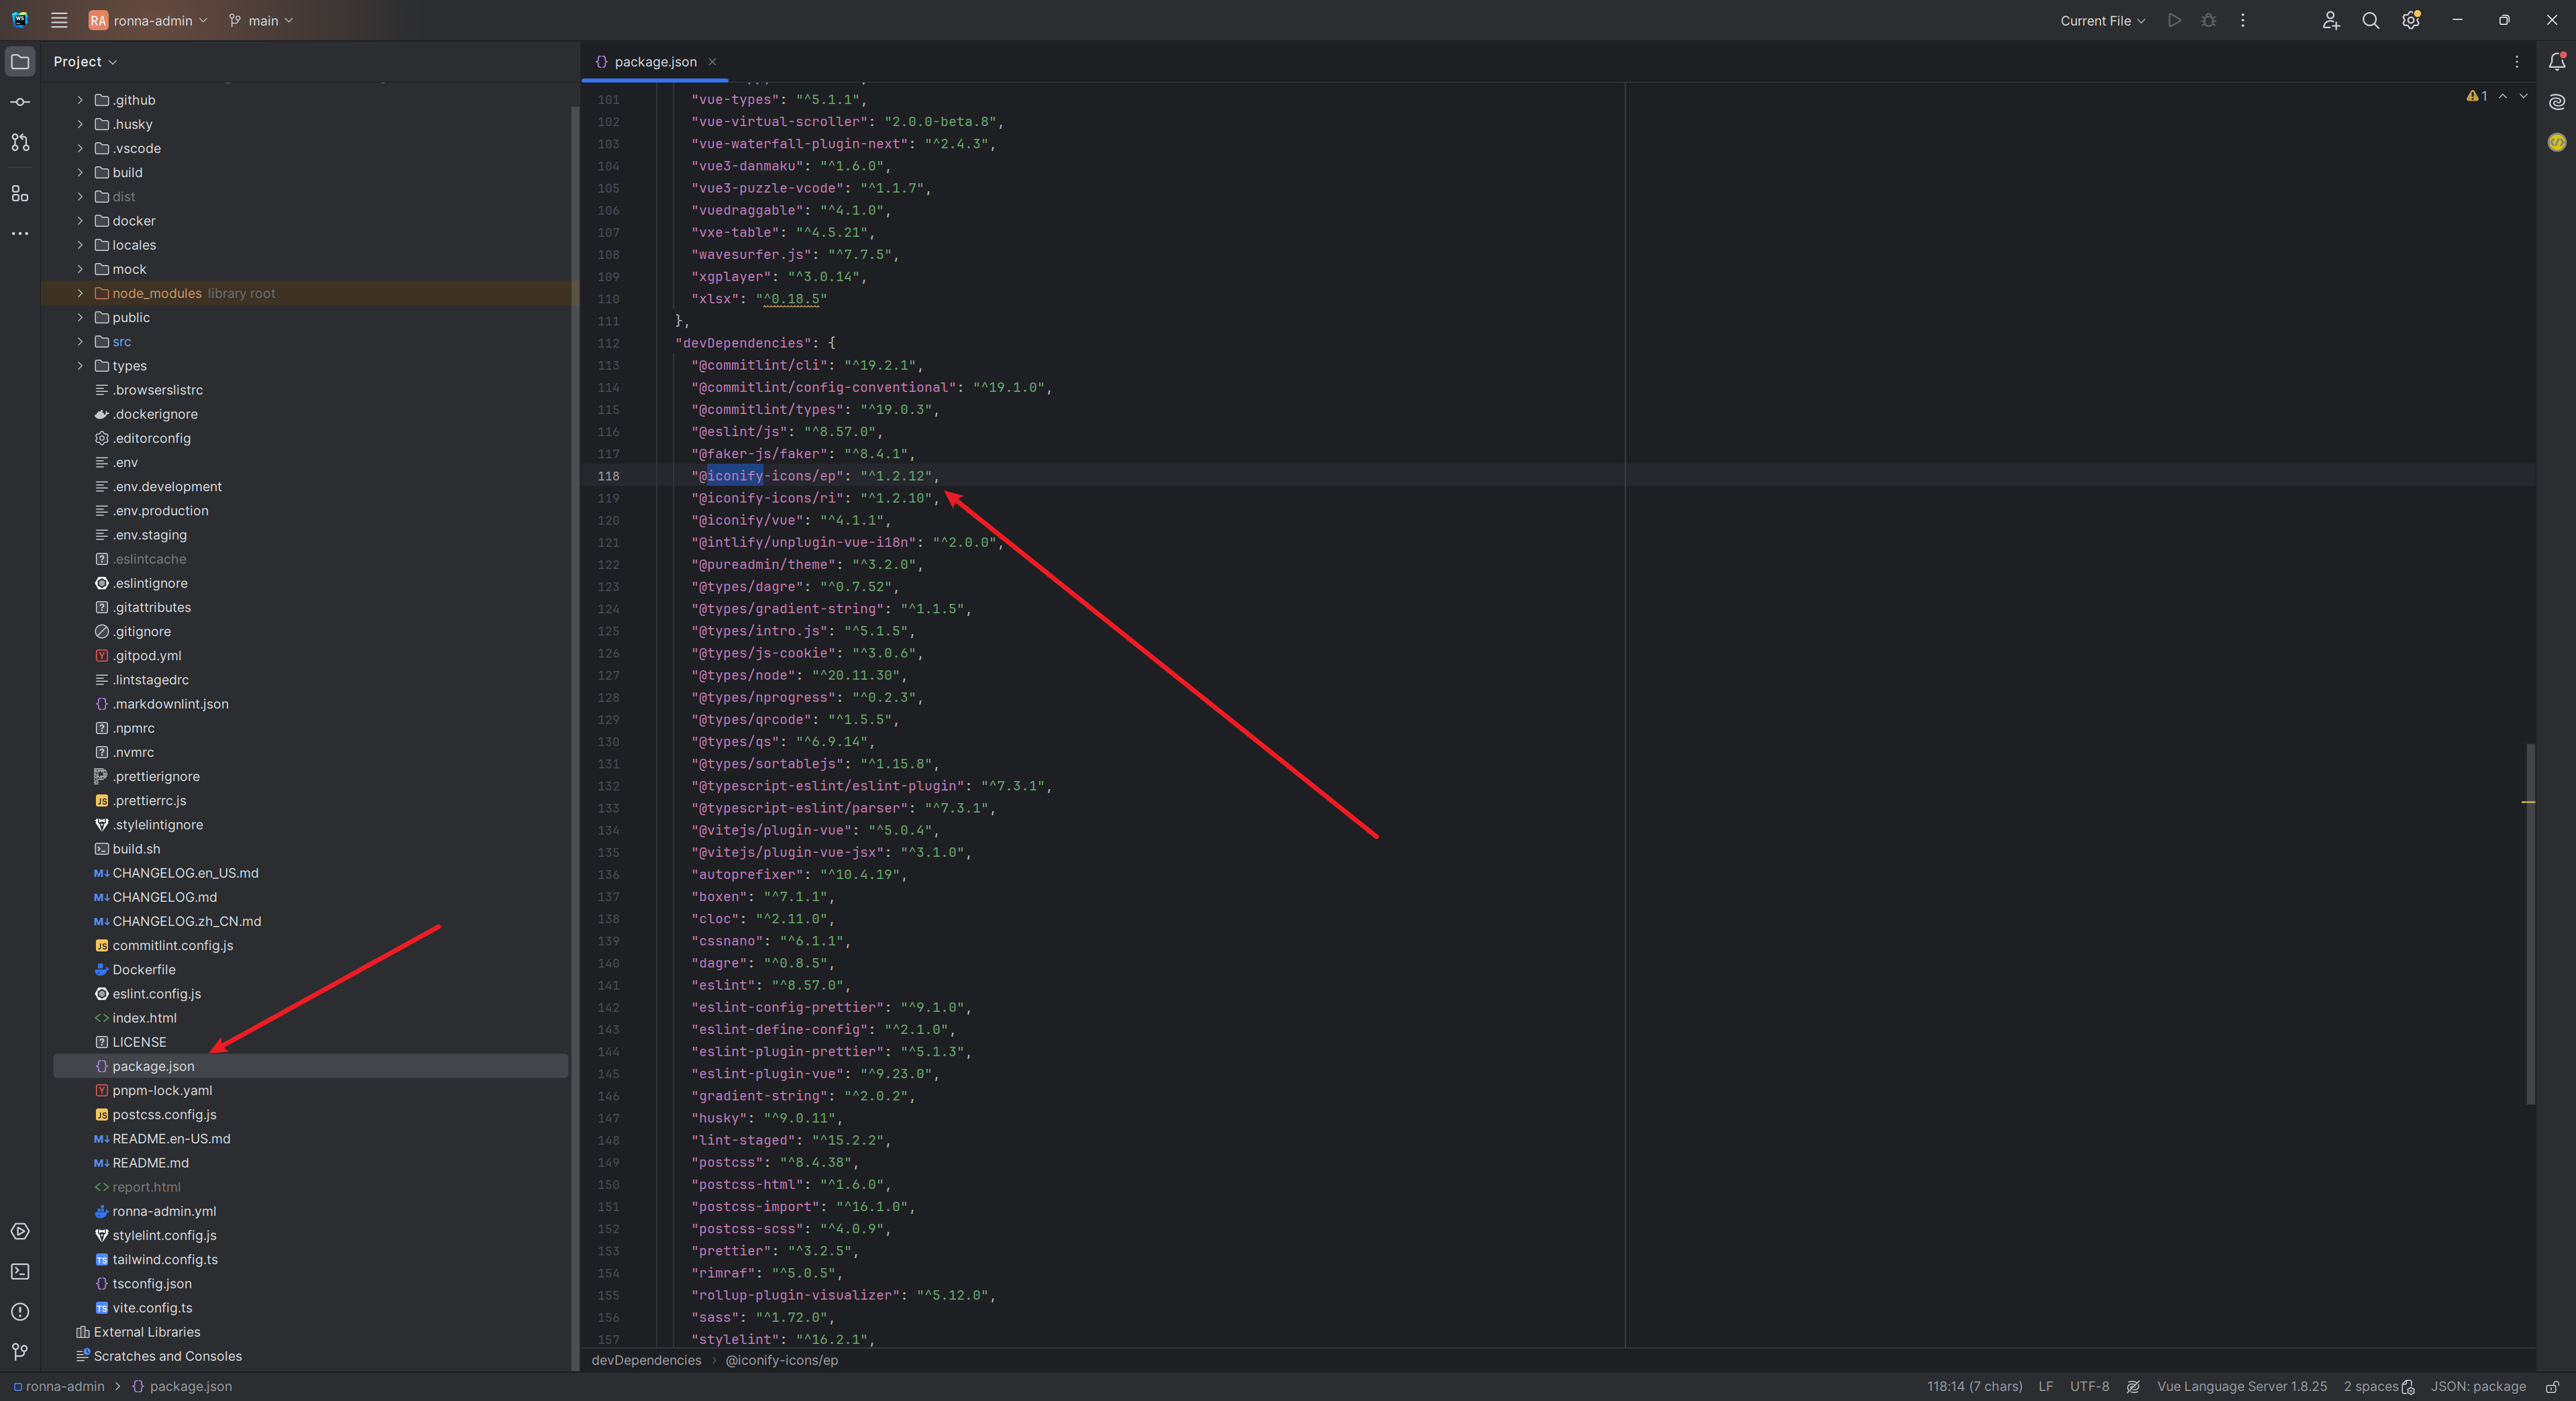 RA ronna-admin main
Current File
Project
.github
.husky
.vscode
build
dist
docker
locales
mock
node_modules library root
public
src
types
.browserslistrc
.dockerignore
.editorconfig
.env
.env.development
.env.production
.env.staging
.eslintcache
.eslintignore
.gitattributes
.gitignore
.gitpod.yml
.lintstagedrc
.markdownlint.json
.npmrc
.nvmrc
.prettierignore
.prettierrc.js
.stylelintignore
build.sh
CHANGELOG.en_US.md
CHANGELOG.md
CHANGELOG.zh_CN.md
commitlint.config.js
Dockerfile
eslint.config.js
index.html
LICENSE
package.json
pnpm-lock.yaml
postcss.config.js
README.en-US.md
README.md
report.html
ronna-admin.yml
stylelint.config.js
tailwind.config.ts
tsconfig.json
vite.config.ts
External Libraries
Scratches and Consoles
package.json
1
101 "vue-types": "^5.1.1",
102 "vue-virtual-scroller": "2.0.0-beta.8",
103 "vue-waterfall-plugin-next": "^2.4.3",
104 "vue3-danmaku": "^1.6.0",
105 "vue3-puzzle-vcode": "^1.1.7",
106 "vuedraggable": "^4.1.0",
107 "vxe-table": "^4.5.21",
108 "wavesurfer.js": "^7.7.5",
109 "xgplayer": "^3.0.14",
110 "xlsx": "^0.18.5"
111 },
112 "devDependencies": {
113 "@commitlint/cli": "^19.2.1",
114 "@commitlint/config-conventional": "^19.1.0",
115 "@commitlint/types": "^19.0.3",
116 "@eslint/js": "^8.57.0",
117 "@faker-js/faker": "^8.4.1",
118 "@iconify-icons/ep": "^1.2.12",
119 "@iconify-icons/ri": "^1.2.10",
120 "@iconify/vue": "^4.1.1",
121 "@intlify/unplugin-vue-i18n": "^2.0.0",
122 "@pureadmin/theme": "^3.2.0",
123 "@types/dagre": "^0.7.52",
124 "@types/gradient-string": "^1.1.5",
125 "@types/intro.js": "^5.1.5",
126 "@types/js-cookie": "^3.0.6",
127 "@types/node": "^20.11.30",
128 "@types/nprogress": "^0.2.3",
129 "@types/qrcode": "^1.5.5",
130 "@types/qs": "^6.9.14",
131 "@types/sortablejs": "^1.15.8",
132 "@typescript-eslint/eslint-plugin": "^7.3.1",
133 "@typescript-eslint/parser": "^7.3.1",
134 "@vitejs/plugin-vue": "^5.0.4",
135 "@vitejs/plugin-vue-jsx": "^3.1.0",
136 "autoprefixer": "^10.4.19",
137 "boxen": "^7.1.1",
138 "cloc": "^2.11.0",
139 "cssnano": "^6.1.1",
140 "dagre": "^0.8.5",
141 "eslint": "^8.57.0",
142 "eslint-config-prettier": "^9.1.0",
143 "eslint-define-config": "^2.1.0",
144 "eslint-plugin-prettier": "^5.1.3",
145 "eslint-plugin-vue": "^9.23.0",
146 "gradient-string": "^2.0.2",
147 "husky": "^9.0.11",
148 "lint-staged": "^15.2.2",
149 "postcss": "^8.4.38",
150 "postcss-html": "^1.6.0",
151 "postcss-import": "^16.1.0",
152 "postcss-scss": "^4.0.9",
153 "prettier": "^3.2.5",
154 "rimraf": "^5.0.5",
155 "rollup-plugin-visualizer": "^5.12.0",
156 "sass": "^1.72.0",
157 "stylelint": "^16.2.1",
devDependencies › @iconify-icons/ep
ronna-admin > package.json
118:14 (7 chars) LF UTF-8 Vue Language Server 1.8.25 2 spaces JSON: package